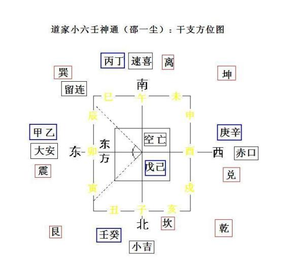 道家小六壬神通（邵一尘）：干支方位图
丙丁 速喜 离
巽 坤
留连 南
巳 午 未
辰 申
甲乙 空亡 庚辛
大安 东 东方 卯 酉 西 赤口
震 戊己 兑
寅 戌
丑 子 亥
艮 北 坎 乾
壬癸
小吉